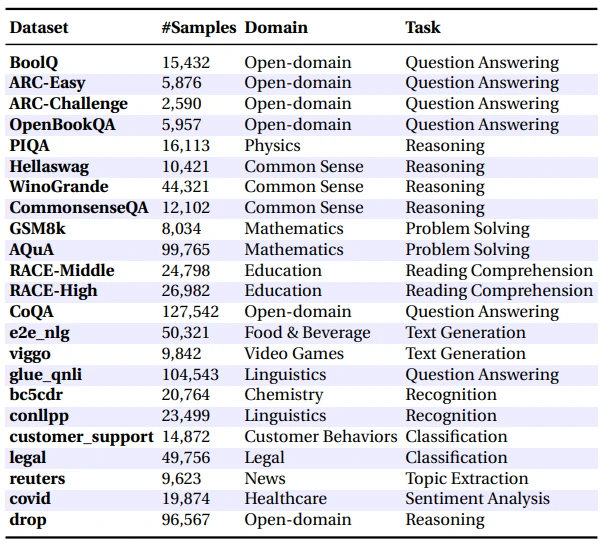 Dataset #Samples Domain Task
BoolQ 15,432 Open-domain Question Answering
ARC-Easy 5,876 Open-domain Question Answering
ARC-Challenge 2,590 Open-domain Question Answering
OpenBookQA 5,957 Open-domain Question Answering
PIQA 16,113 Physics Reasoning
Hellaswag 10,421 Common Sense Reasoning
WinoGrande 44,321 Common Sense Reasoning
CommonsenseQA 12,102 Common Sense Reasoning
GSM8k 8,034 Mathematics Problem Solving
AQuA 99,765 Mathematics Problem Solving
RACE-Middle 24,798 Education Reading Comprehension
RACE-High 26,982 Education Reading Comprehension
CoQA 127,542 Open-domain Question Answering
e2e_nlg 50,321 Food & Beverage Text Generation
viggo 9,842 Video Games Text Generation
glue_qnli 104,543 Linguistics Question Answering
bc5cdr 20,764 Chemistry Recognition
conllpp 23,499 Linguistics Recognition
customer_support 14,872 Customer Behaviors Classification
legal 49,756 Legal Classification
reuters 9,623 News Topic Extraction
covid 19,874 Healthcare Sentiment Analysis
drop 96,567 Open-domain Reasoning